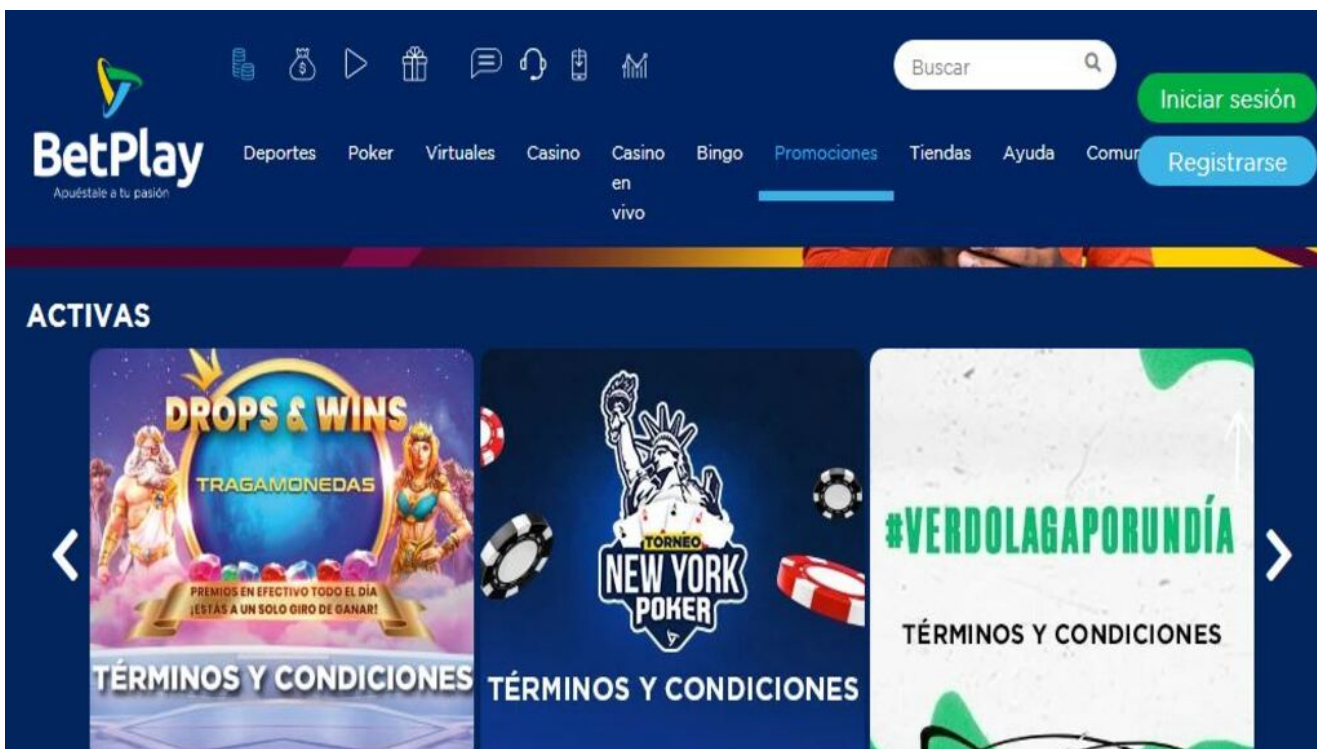 Buscar
Iniciar sesión
BetPlay
Apuéstale a tu pasión
Deportes Poker Virtuales Casino Casino en vivo Bingo Promociones Tiendas Ayuda Comun
Registrarse
ACTIVAS
DROPS & WINS
TRAGAMONEDAS
PREMIOS EN EFECTIVO TODO EL DÍA
¡ESTÁS A UN SOLO GIRO DE GANAR!
TÉRMINOS Y CONDICIONES
TORNEO
NEW YORK
POKER
TÉRMINOS Y CONDICIONES
#VERDOLAGAPORUNDÍA
TÉRMINOS Y CONDICIONES